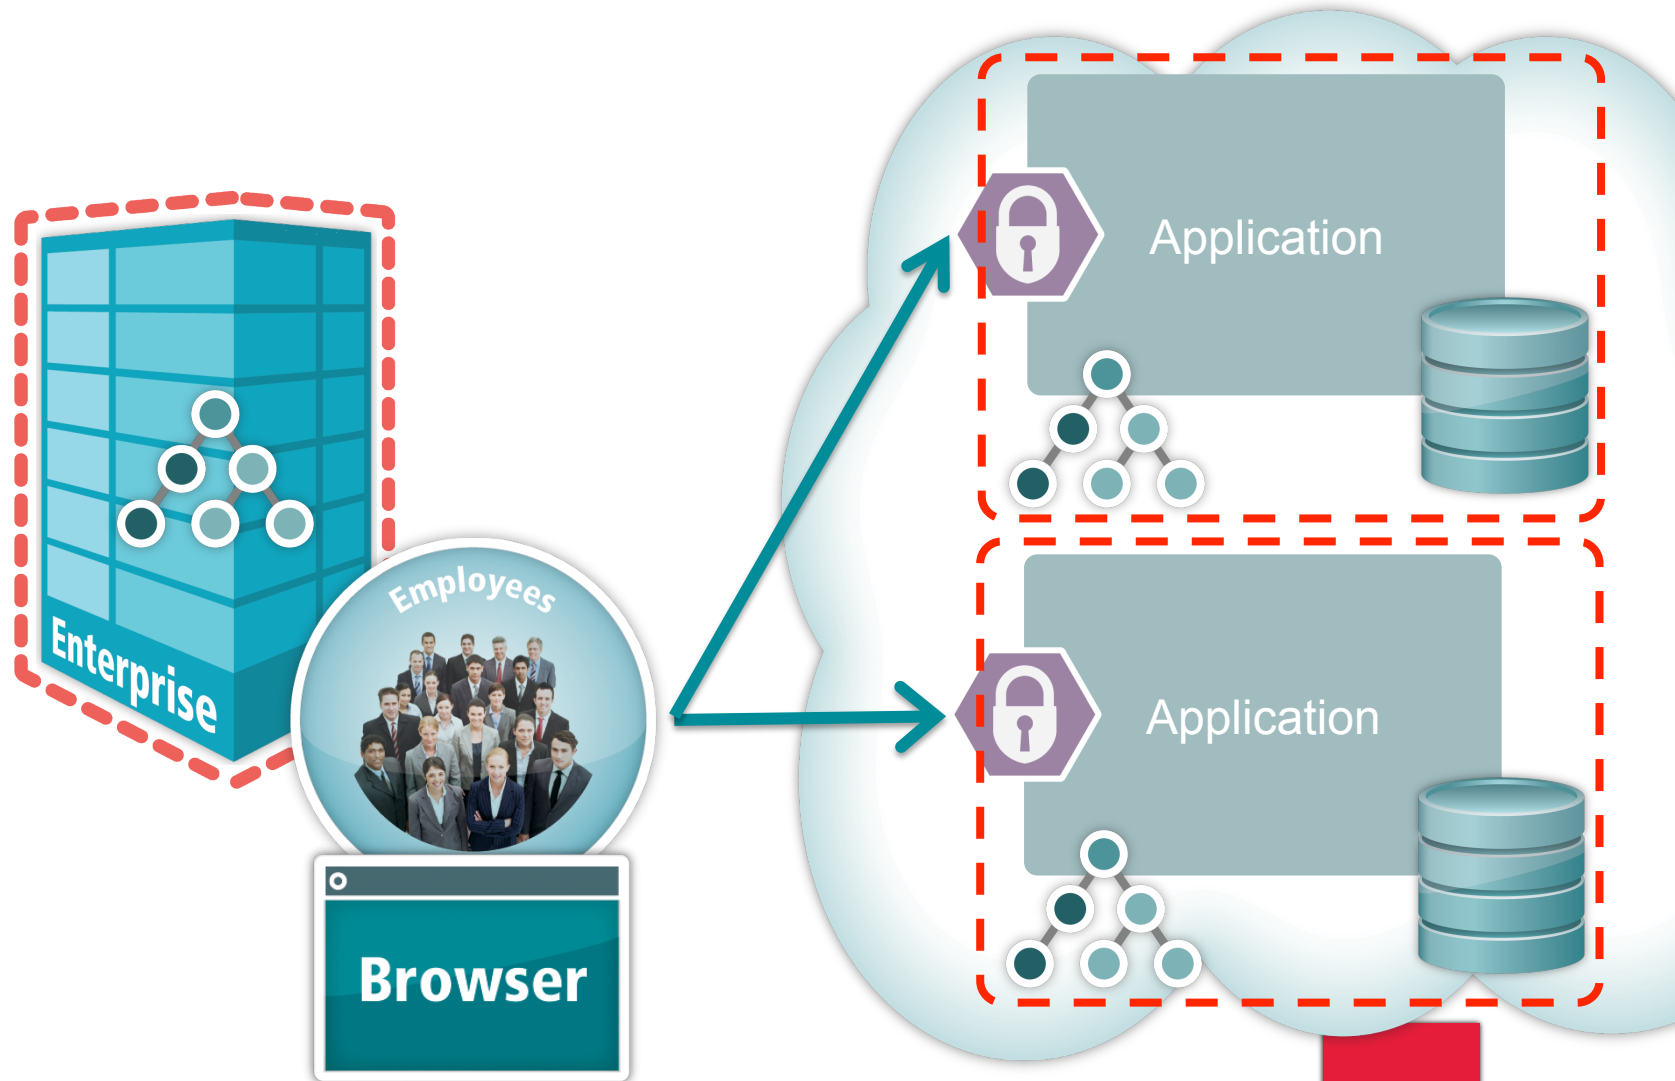 Application
Enterprise
Employees
Application
Browser